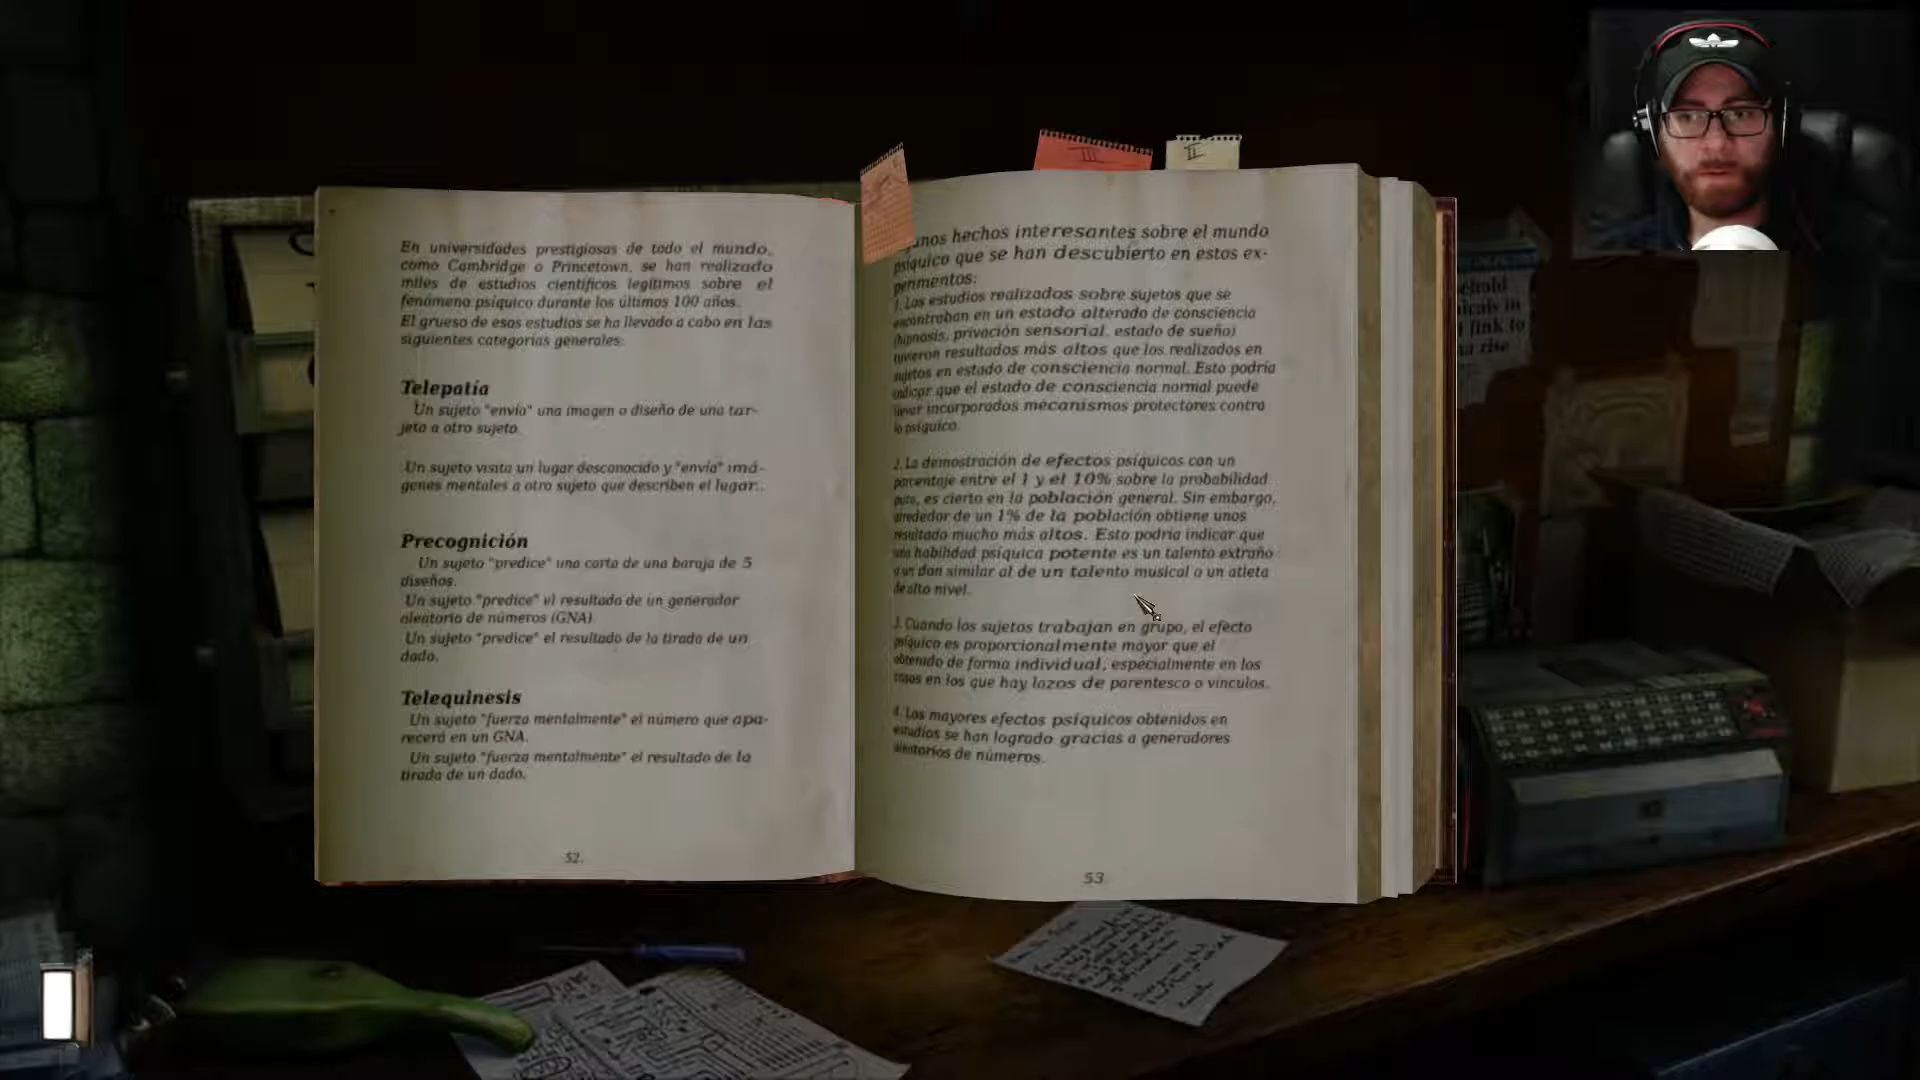 En universidades prestigiosas de todo el mundo,
como Cambridge o Princetown, se han realizado
miles de estudios científicos legítimos sobre el
fenómeno psíquico durante los últimos 100 años.
El grueso de esos estudios se ha llevado a cabo en las
siguientes categorías generales:
Telepatía
Un sujeto "envía" una imagen o diseño de una tar-
jeta a otro sujeto.
Un sujeto visita un lugar desconocido y "envía" imá-
genes mentales a otro sujeto que describen el lugar..
Precognición
Un sujeto "predice" una carta de una baraja de 5
diseños.
Un sujeto "predice" el resultado de un generador
aleatorio de números (GNA).
Un sujeto "predice" el resultado de la tirada de un
dado.
Telequinesis
Un sujeto "fuerza mentalmente" el número que apa-
recerá en un GNA.
Un sujeto "fuerza mentalmente" el resultado de la
tirada de un dado.
52.
III
II
hechos interesantes sobre el mundo
psíquico que se han descubierto en estos ex-
perimentos:
1. Los estudios realizados sobre sujetos que se
encontraban en un estado alterado de consciencia
(hipnosis, privación sensorial, estado de sueño)
tuvieron resultados más altos que los realizados en
sujetos en estado de consciencia normal. Esto podría
indicar que el estado de consciencia normal puede
llevar incorporados mecanismos protectores contra
lo psíquico.
2. La demostración de efectos psíquicos con un
porcentaje entre el 1 y el 10% sobre la probabilidad
pura, es cierto en la población general. Sin embargo,
alrededor de un 1% de la población obtiene unos
resultado mucho más altos. Esto podría indicar que
una habilidad psíquica potente es un talento extraño
o un don similar al de un talento musical o un atleta
de alto nivel.
3. Cuando los sujetos trabajan en grupo, el efecto
psíquico es proporcionalmente mayor que el
obtenido de forma individual, especialmente en los
casos en los que hay lazos de parentesco o vínculos.
4. Los mayores efectos psíquicos obtenidos en
estudios se han logrado gracias a generadores
aleatorios de números.
53
link to
rise